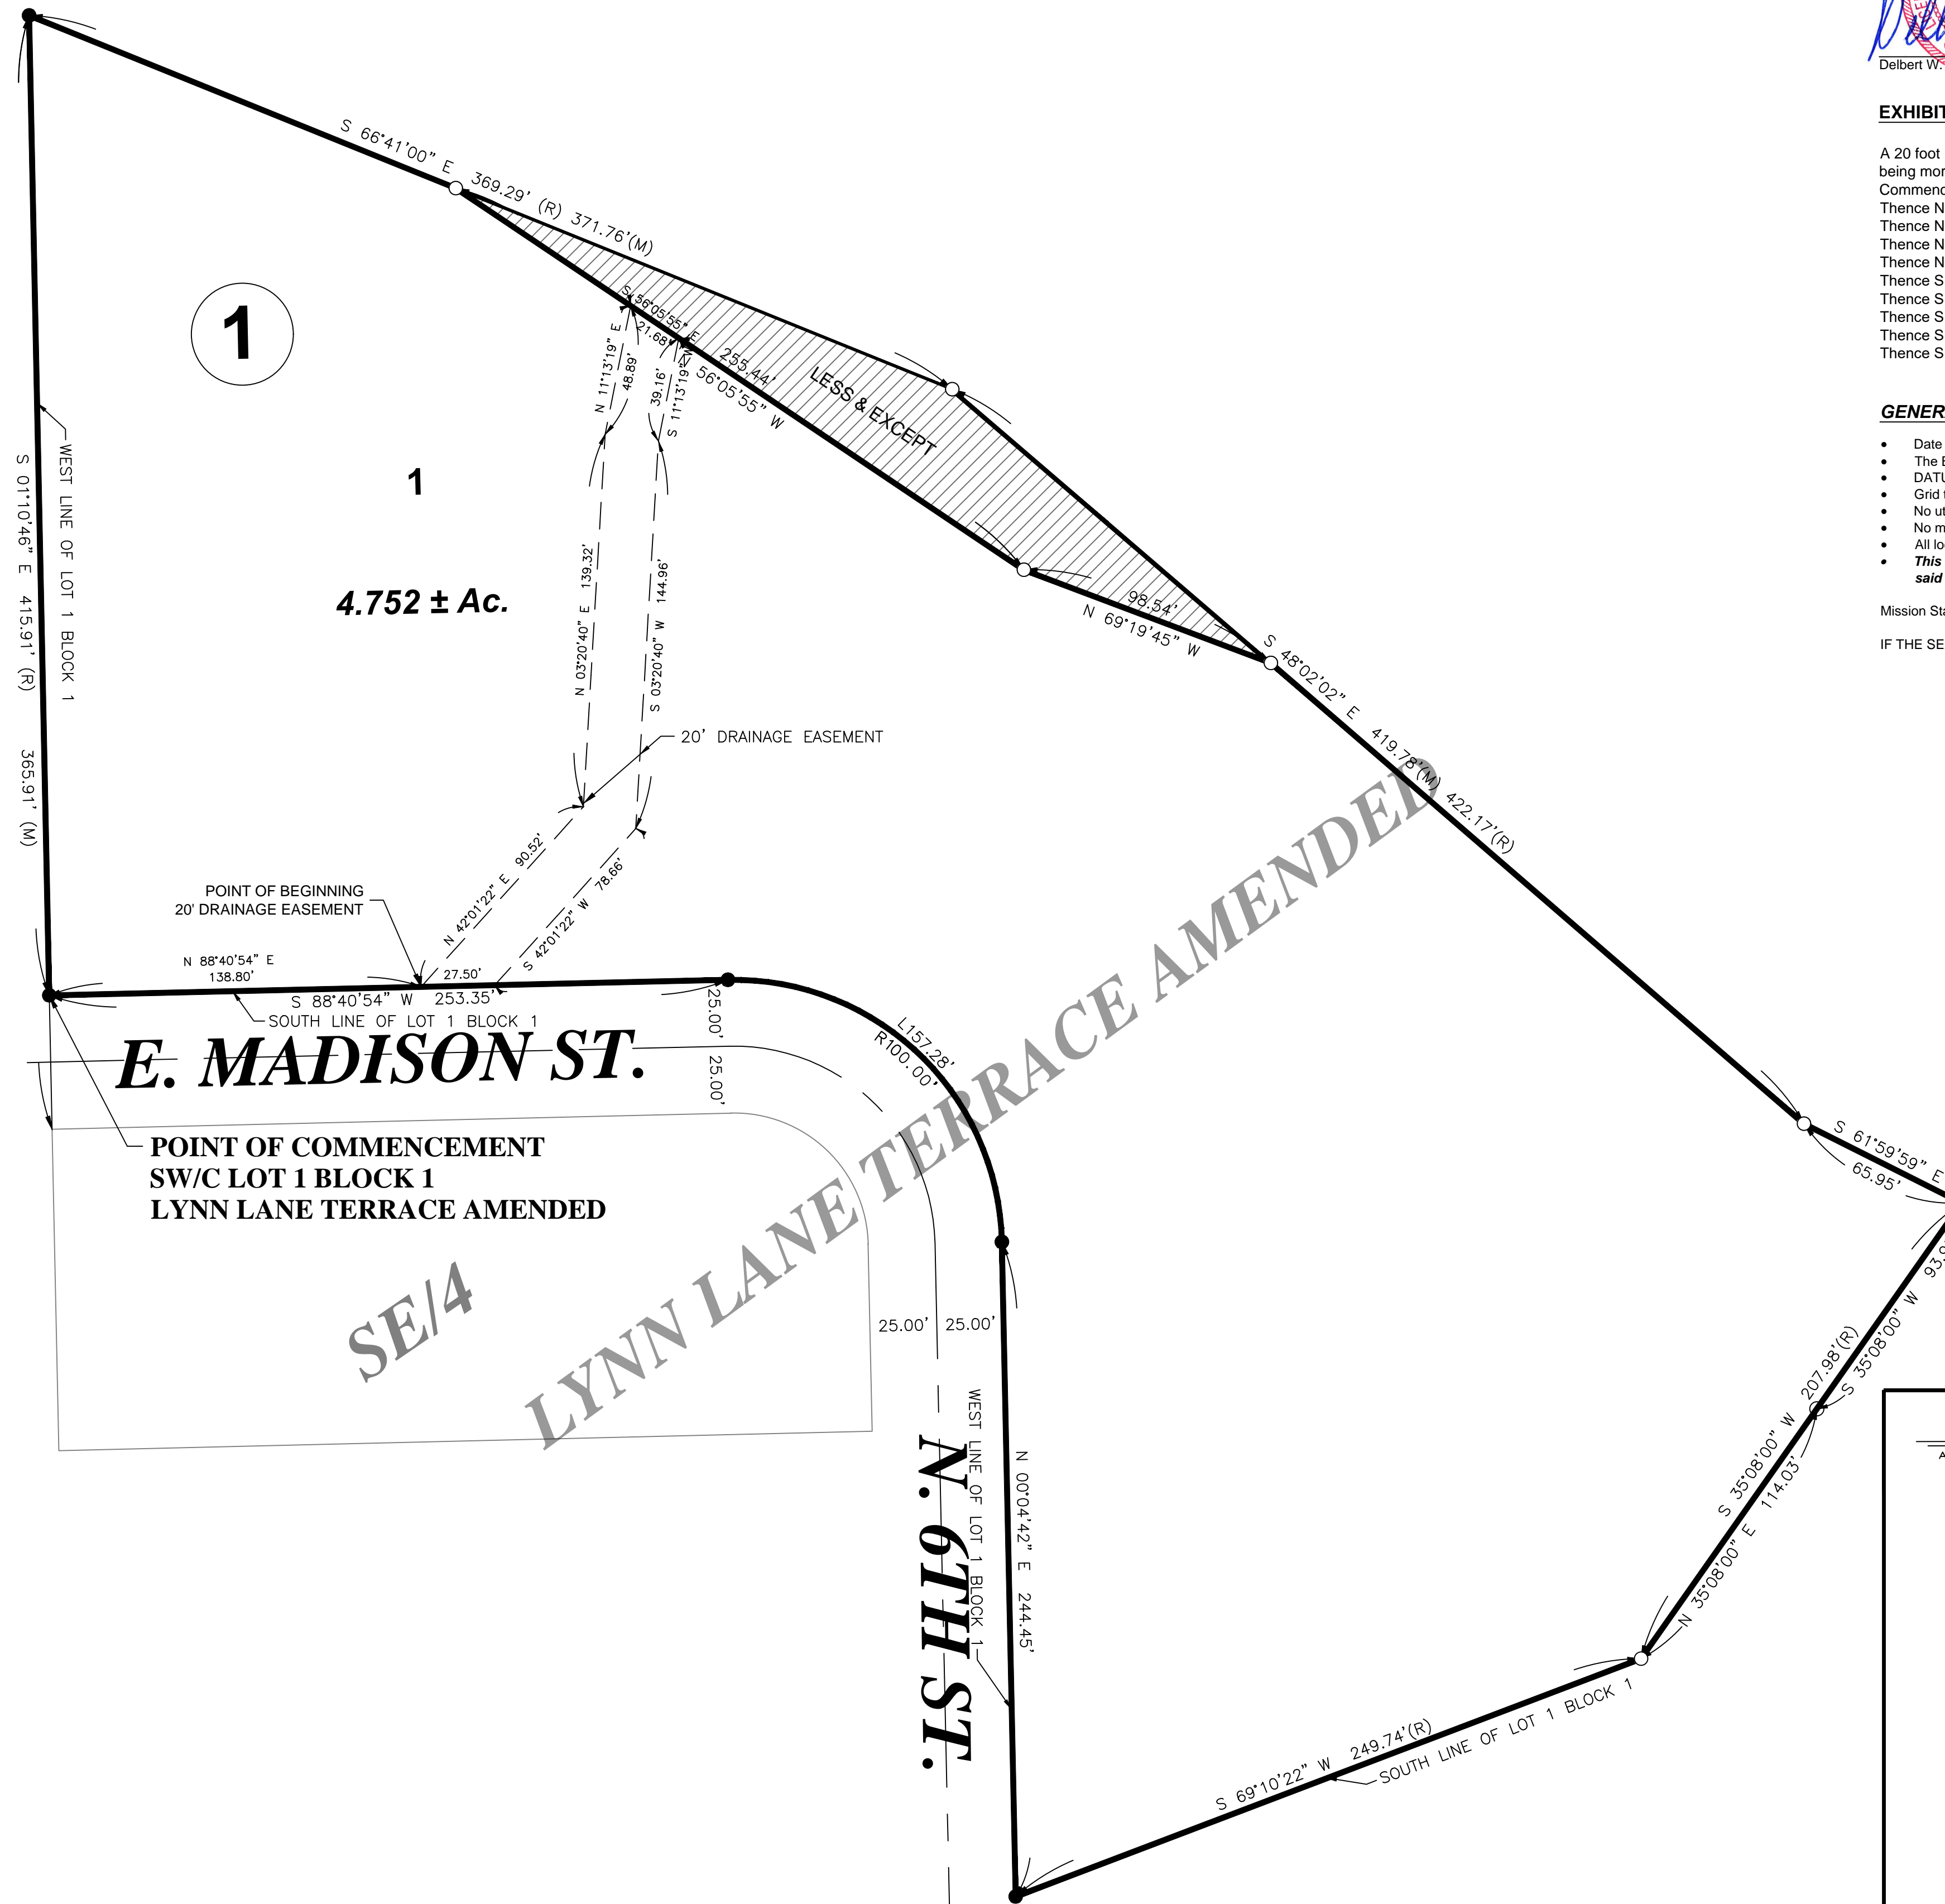 S 66°41'00" E 369.29' (R) 371.76'(M)
1
1
4.752 ± Ac.
S 01°10'46" E 415.91' (R) 365.91' (M)
WEST LINE OF LOT 1 BLOCK 1
S 56°05'55" E
21.68'
255.44'
N 56°05'55" W
LESS & EXCEPT
N 11°13'19" E
48.89'
39.16'
S 11°13'19" W
N 03°20'40" E 139.32'
S 03°20'40" W 144.96'
98.54'
N 69°19'45" W
S 48°02'02" E 419.78'(M) 422.17'(R)
20' DRAINAGE EASEMENT
N 42°01'22" E 90.52'
S 42°01'22" W 78.66'
POINT OF BEGINNING
20' DRAINAGE EASEMENT
N 88°40'54" E
138.80'
27.50'
S 88°40'54" W 253.35'
SOUTH LINE OF LOT 1 BLOCK 1
E. MADISON ST.
25.00'
25.00'
L157.28'
R100.00'
POINT OF COMMENCEMENT
SW/C LOT 1 BLOCK 1
LYNN LANE TERRACE AMENDED
SE/4
LYNN LANE TERRACE AMENDED
25.00' 25.00'
WEST LINE OF LOT 1 BLOCK 1
N. 6TH ST.
N 00°04'42" E 244.45'
S 61°59'59" E
65.95'
93.9
S 35°08'00" W
S 35°08'00" W 207.98'(R)
N 35°08'00" E 114.03'
S 69°10'22" W 249.74'(R)
SOUTH LINE OF LOT 1 BLOCK 1
Delbert W.
EXHIBIT
A 20 foot
being mor
Commenc
Thence N
Thence N
Thence N
Thence N
Thence S
Thence S
Thence S
Thence S
Thence S
GENER
• Date
• The B
• DATU
• Grid t
• No ut
• No m
• All lo
• This
said
Mission Sta
IF THE SE
A